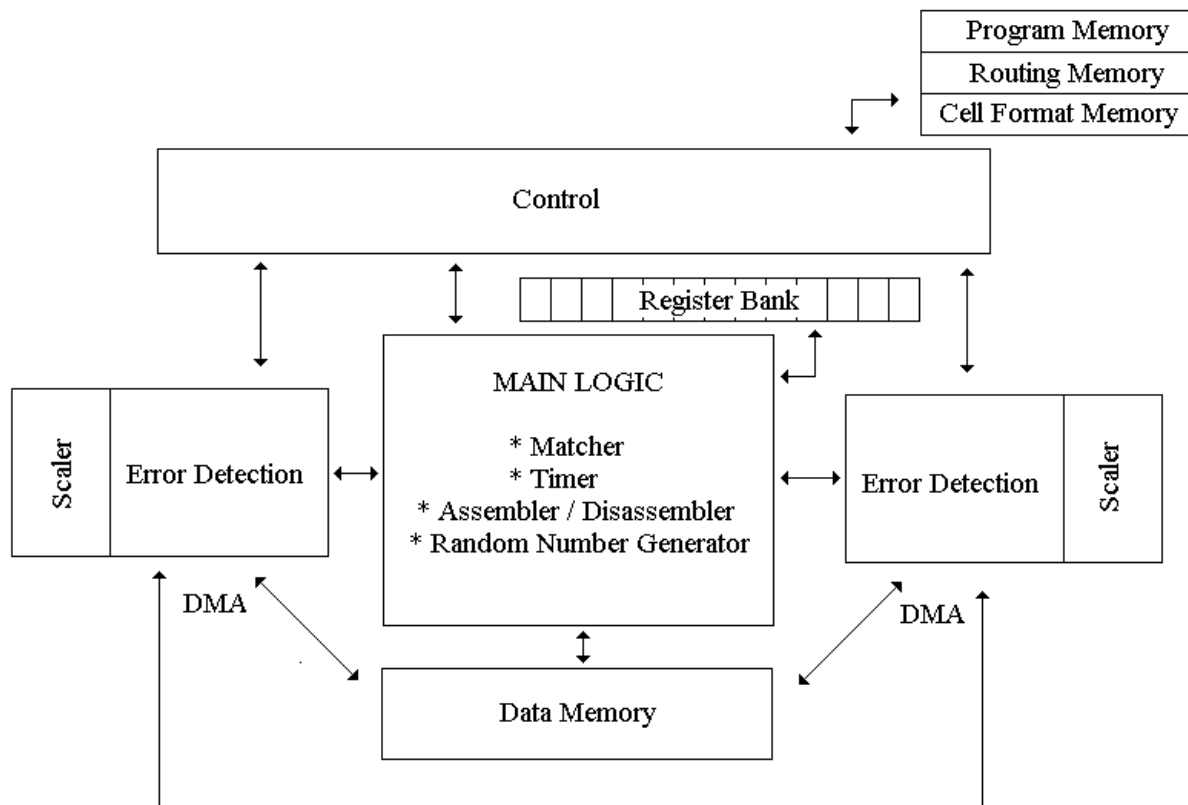 Program Memory
Routing Memory
Cell Format Memory
Control
Register Bank
MAIN LOGIC
* Matcher
* Timer
* Assembler / Disassembler
* Random Number Generator
Scaler
Error Detection
Error Detection
Scaler
DMA
DMA
Data Memory